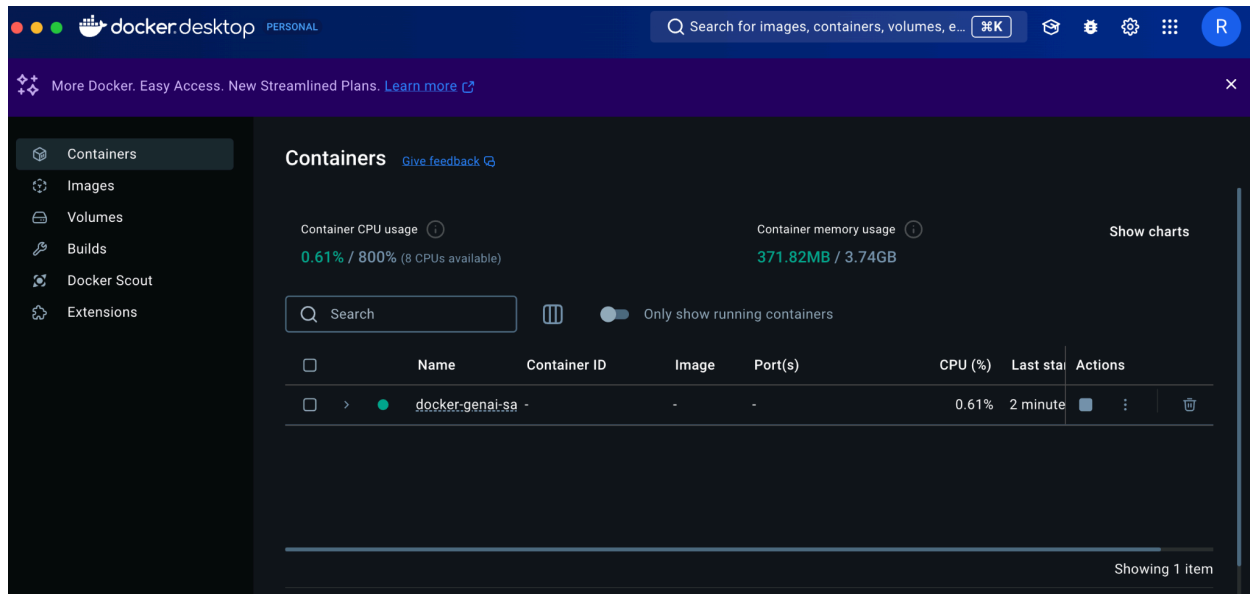 docker.desktop PERSONAL
Search for images, containers, volumes, e... ⌘K
R
More Docker. Easy Access. New Streamlined Plans. Learn more
Containers
Images
Volumes
Builds
Docker Scout
Extensions
Containers Give feedback
Container CPU usage
0.61% / 800% (8 CPUs available)
Container memory usage
371.82MB / 3.74GB
Show charts
Search
Only show running containers
Name Container ID Image Port(s) CPU (%) Last sta Actions
docker-genai-sa - - - 0.61% 2 minute
Showing 1 item